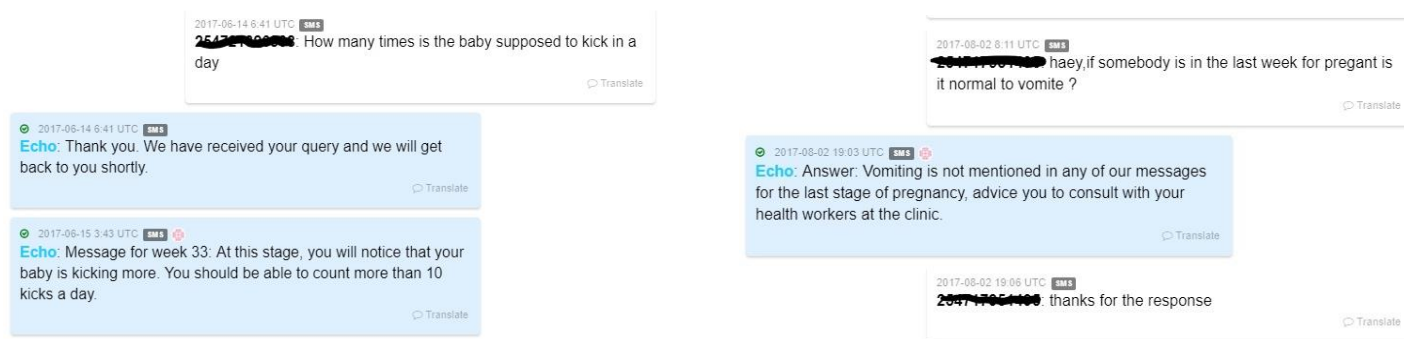 2017-06-14 6:41 UTC SMS
: How many times is the baby supposed to kick in a
day
Translate
2017-06-14 6:41 UTC SMS
Echo: Thank you. We have received your query and we will get
back to you shortly.
Translate
2017-06-15 3:43 UTC SMS
Echo: Message for week 33: At this stage, you will notice that your
baby is kicking more. You should be able to count more than 10
kicks a day.
Translate
2017-08-02 8:11 UTC SMS
haey,if somebody is in the last week for pregant is
it normal to vomite ?
Translate
2017-08-02 19:03 UTC SMS
Echo: Answer: Vomiting is not mentioned in any of our messages
for the last stage of pregnancy, advice you to consult with your
health workers at the clinic.
Translate
2017-08-02 19:06 UTC SMS
: thanks for the response
Translate